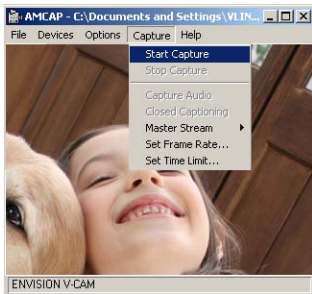 AMCAP - C:\Documents and Settings\VLIN...
File Devices Options Capture Help
Start Capture
Stop Capture
Capture Audio
Closed Captioning
Master Stream
Set Frame Rate...
Set Time Limit...
ENVISION V-CAM